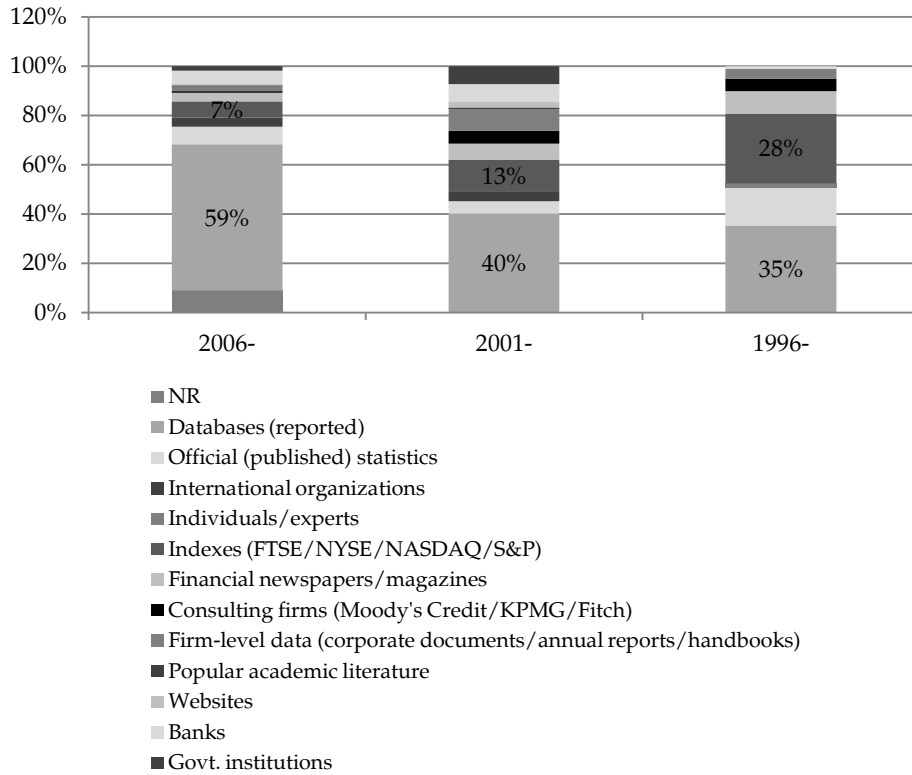 120%
100%
80%
60%
40%
20%
0%
7%
59%
13%
40%
28%
35%
2006-
2001-
1996-
NR
Databases (reported)
Official (published) statistics
International organizations
Individuals/experts
Indexes (FTSE/NYSE/NASDAQ/S&P)
Financial newspapers/magazines
Consulting firms (Moody's Credit/KPMG/Fitch)
Firm-level data (corporate documents/annual reports/handbooks)
Popular academic literature
Websites
Banks
Govt. institutions